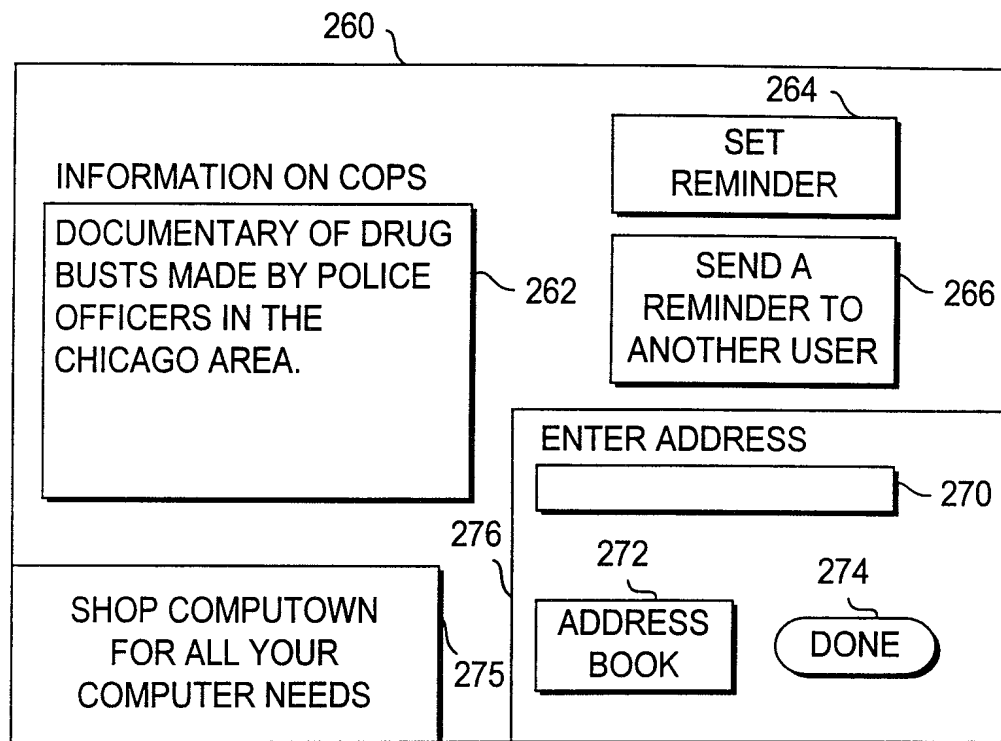 260
264
SET
REMINDER
INFORMATION ON COPS
DOCUMENTARY OF DRUG
BUSTS MADE BY POLICE
OFFICERS IN THE
CHICAGO AREA.
262
SEND A
REMINDER TO
ANOTHER USER
266
ENTER ADDRESS
270
276
272
274
ADDRESS
BOOK
DONE
SHOP COMPUTOWN
FOR ALL YOUR
COMPUTER NEEDS
275